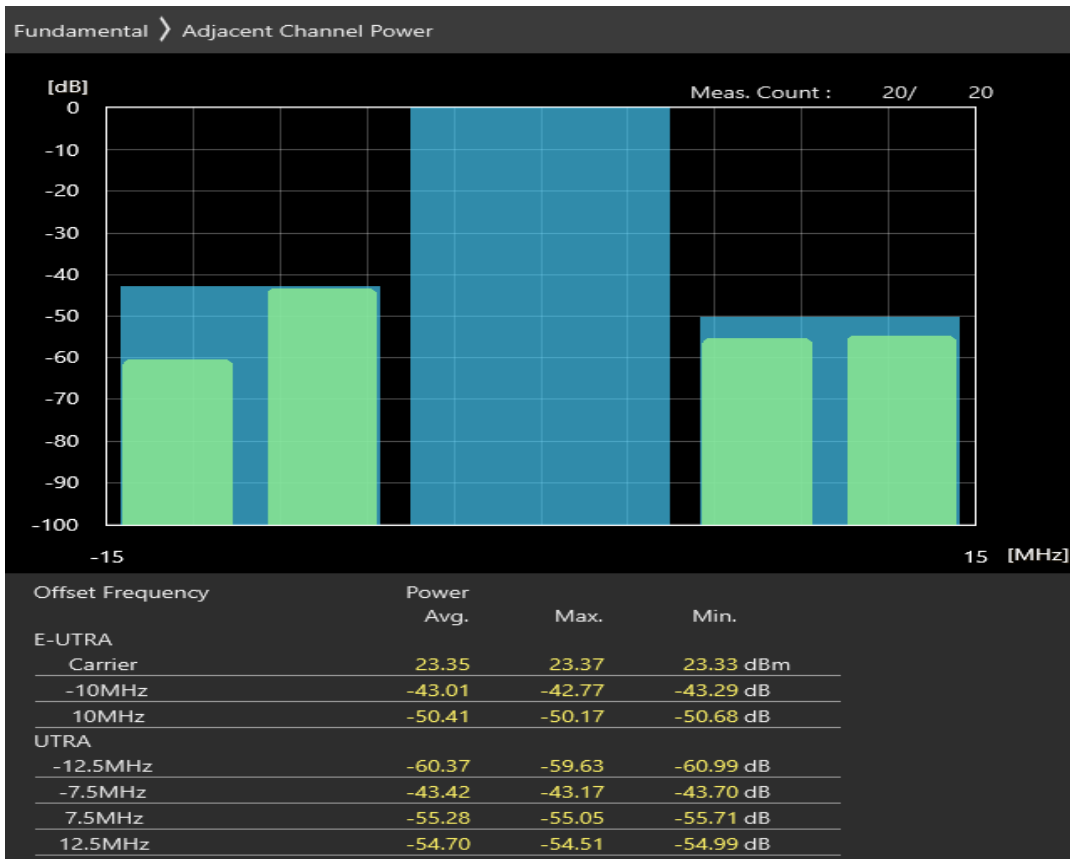 Fundamental 〉 Adjacent Channel Power
[dB]
Meas. Count : 20/ 20
0
-10
-20
-30
-40
-50
-60
-70
-80
-90
-100
-15 15 [MHz]
Offset Frequency Power
Avg. Max. Min.
E-UTRA
Carrier 23.35 23.37 23.33 dBm
-10MHz -43.01 -42.77 -43.29 dB
10MHz -50.41 -50.17 -50.68 dB
UTRA
-12.5MHz -60.37 -59.63 -60.99 dB
-7.5MHz -43.42 -43.17 -43.70 dB
7.5MHz -55.28 -55.05 -55.71 dB
12.5MHz -54.70 -54.51 -54.99 dB